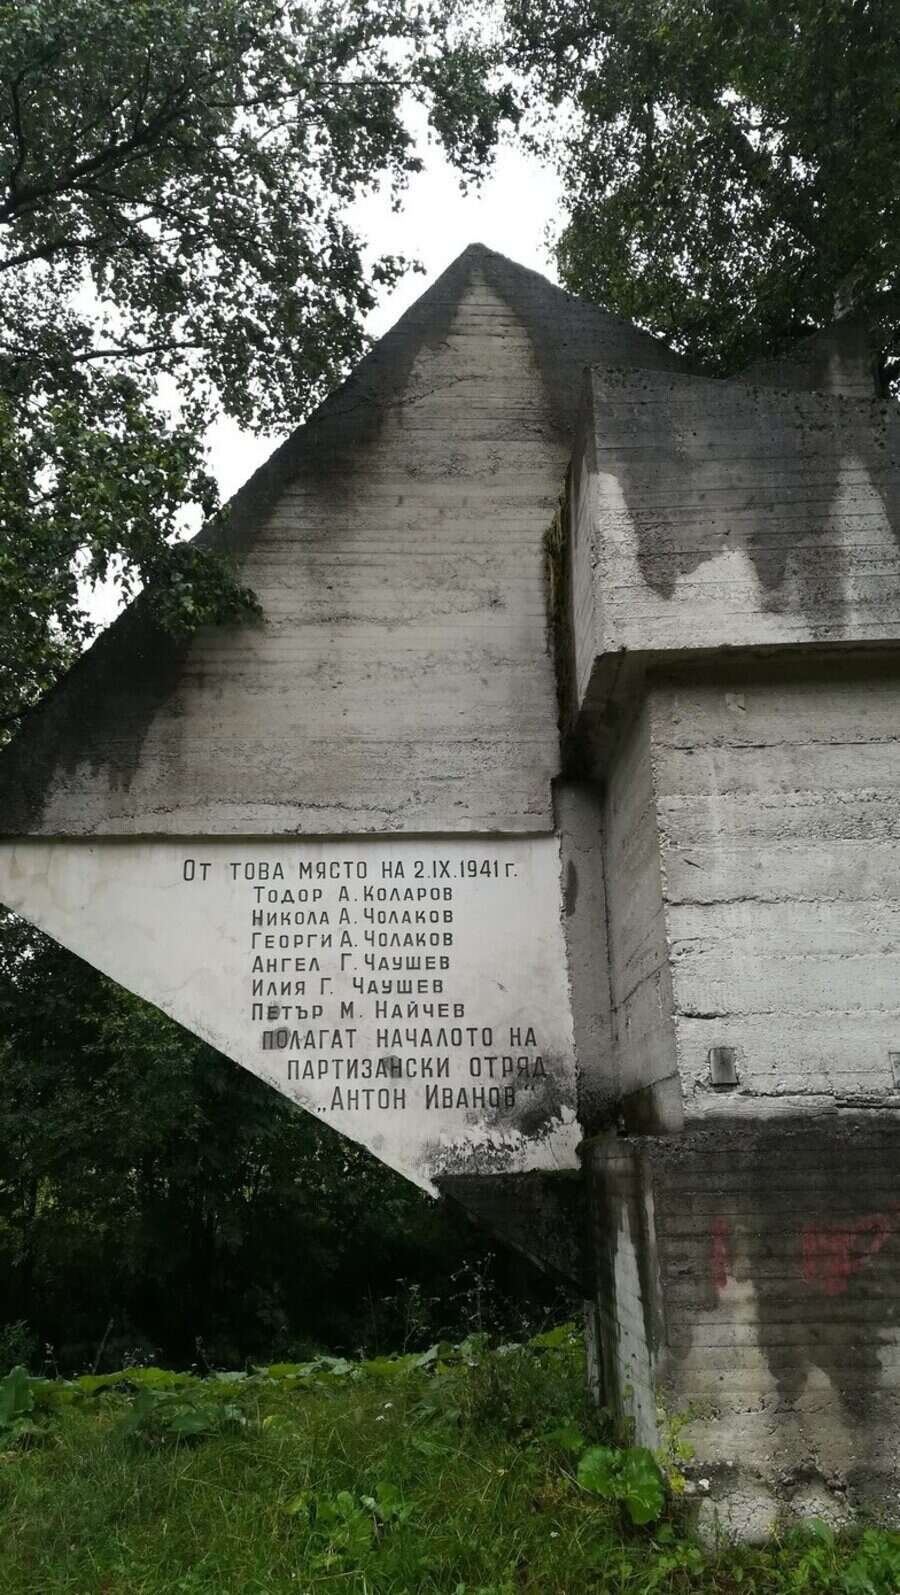 От това място на 2.IX.1941 г.
Тодор А. Коларов
Никола А. Чолаков
Георги А. Чолаков
Ангел Г. Чаушев
Илия Г. Чаушев
Петър М. Найчев
полагат началото на
партизански отряд
„Антон Иванов"